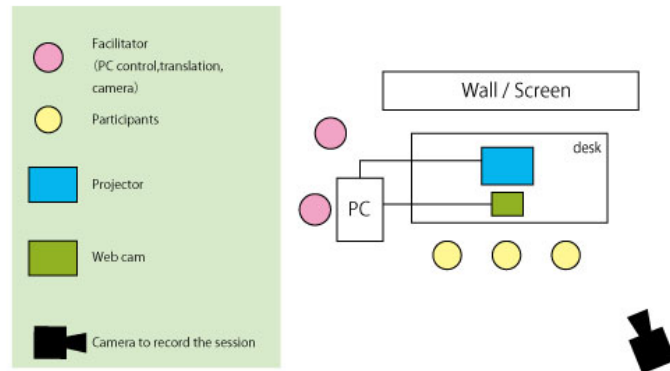 Facilitator
（PC control,translation,
camera）
Participants
Projector
Web cam
Camera to record the session
Wall / Screen
desk
PC